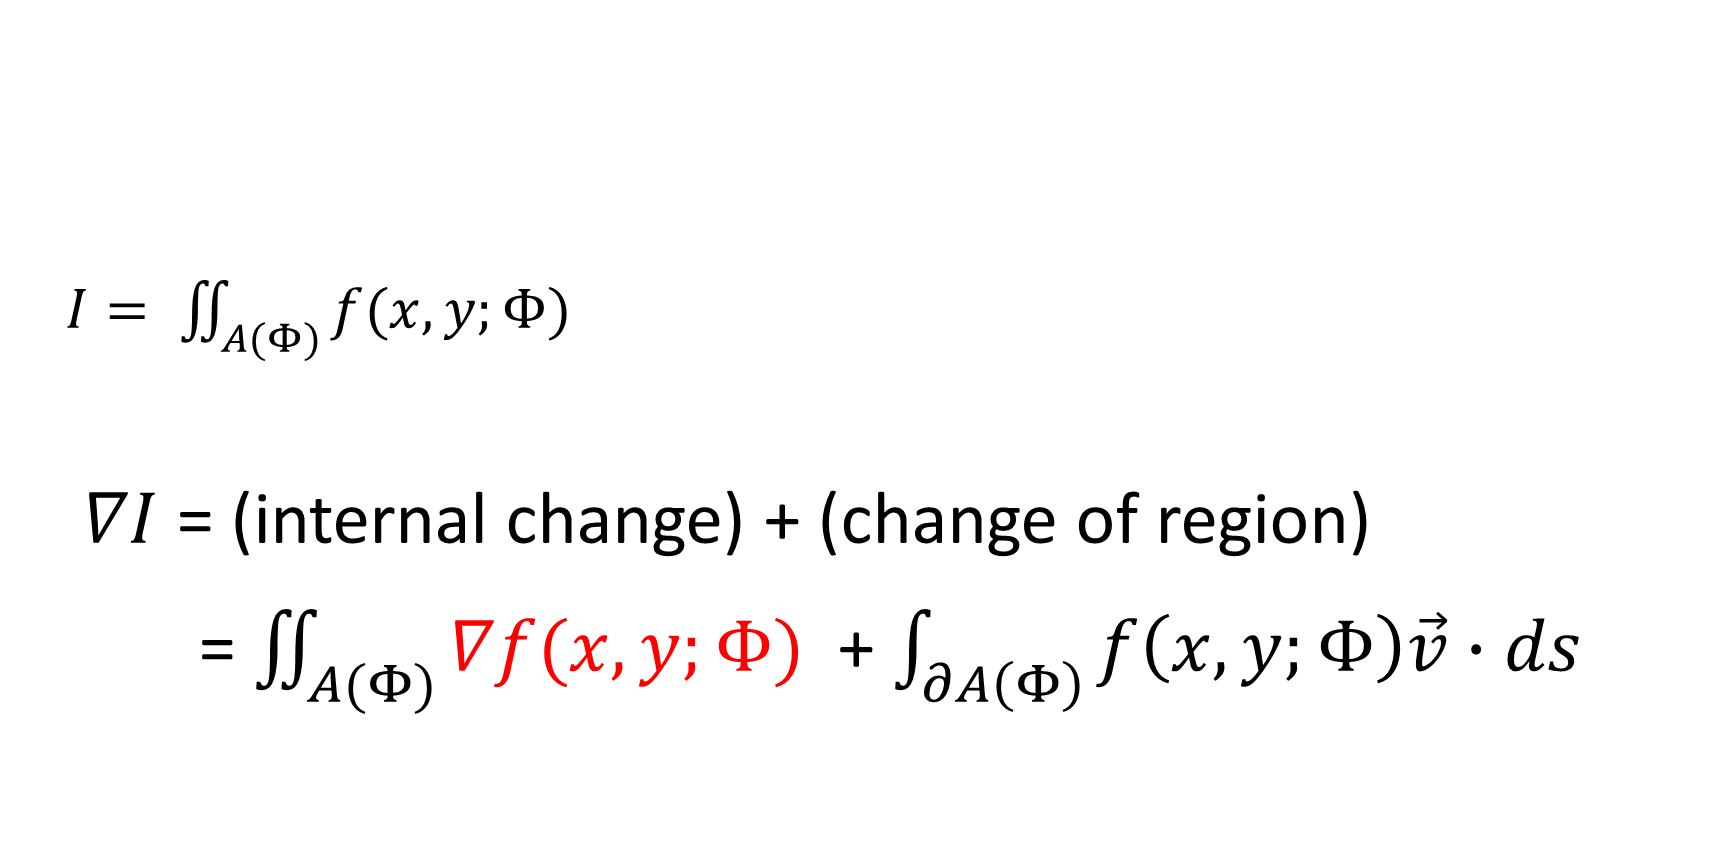 I = ∬_{A(Φ)} f(x, y; Φ)
∇I = (internal change) + (change of region)
= ∬_{A(Φ)} ∇f(x, y; Φ) + ∫_{∂A(Φ)} f(x, y; Φ)v⃗ · ds